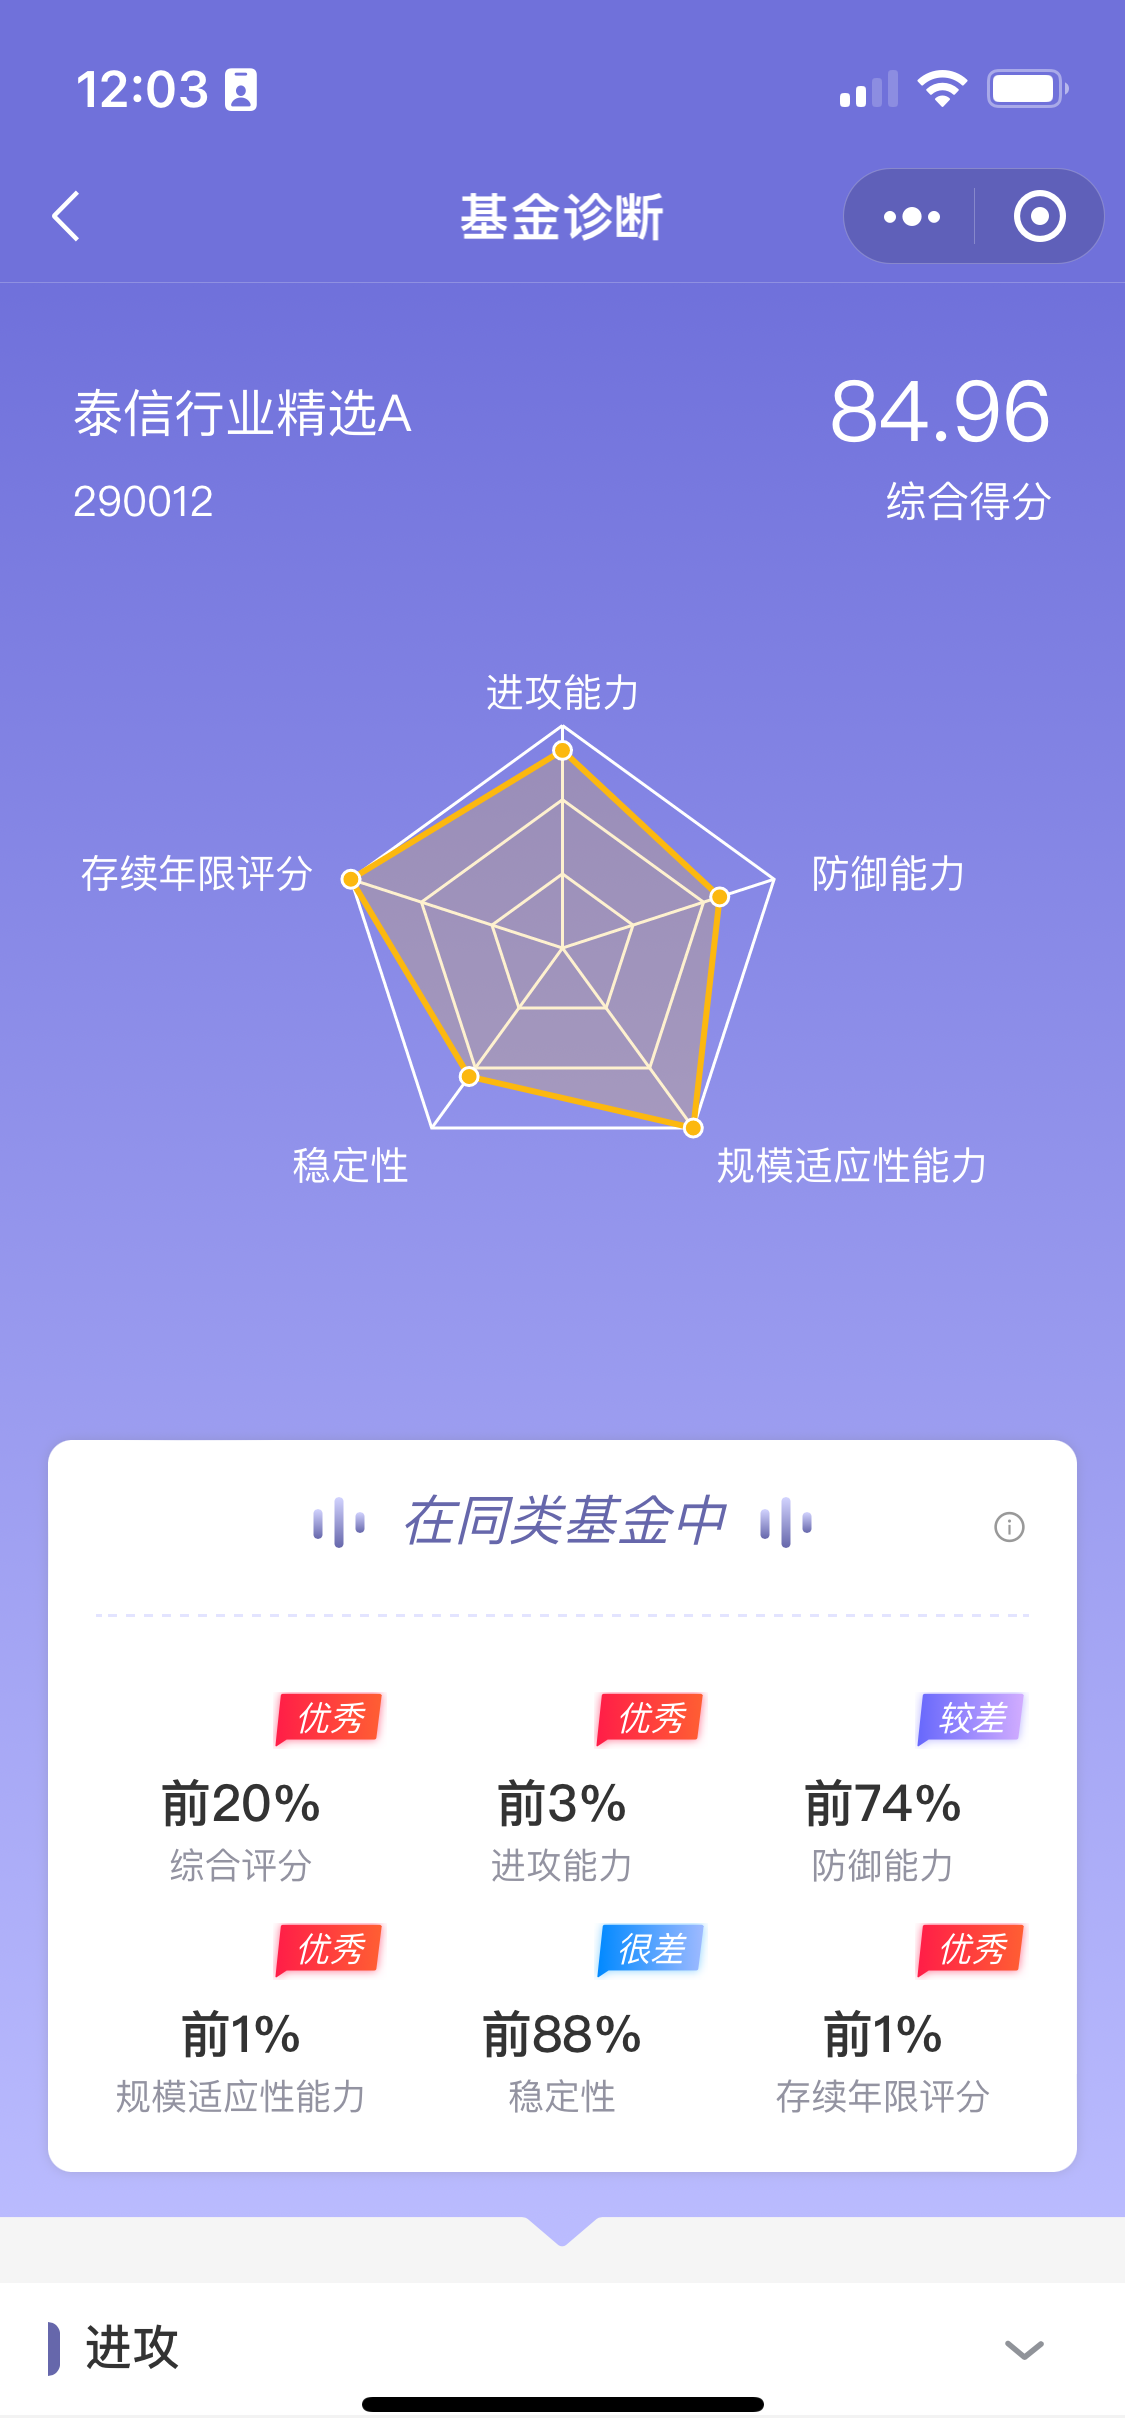 12:03
基金诊断
泰信行业精选A
84.96
290012
综合得分
进攻能力
存续年限评分
防御能力
稳定性
规模适应性能力
在同类基金中
优秀
优秀
较差
前20%
前3%
前74%
综合评分
进攻能力
防御能力
优秀
很差
优秀
前1%
前88%
前1%
规模适应性能力
稳定性
存续年限评分
进攻